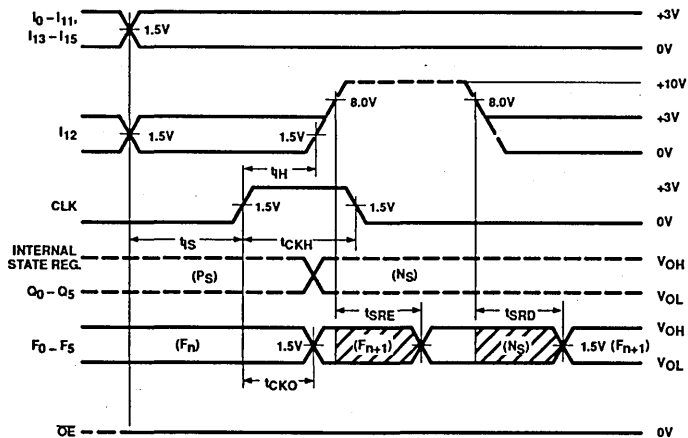 I0 – I11,
I13 – I15
1.5V
+3V
0V
+10V
8.0V
8.0V
I12
1.5V
1.5V
+3V
0V
tIH
CLK
1.5V
1.5V
+3V
0V
tIS
tCKH
INTERNAL
STATE REG.
Q0 – Q5
(PS)
(NS)
VOH
VOL
tSRE
tSRD
F0 – F5
(Fn)
1.5V
(Fn+1)
(NS)
1.5V (Fn+1)
VOH
VOL
tCKO
OE
0V